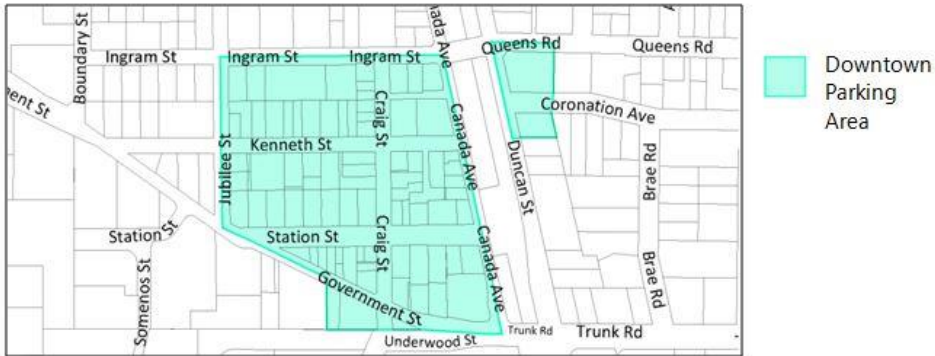 Boundary St
Ingram St
Ingram St
Ingram St
Canada Ave
Queens Rd
Queens Rd
Downtown
Parking
Area
Craig St
Canada Ave
Coronation Ave
Jubilee St
Kenneth St
Duncan St
Brae Rd
Station St
Station St
Craig St
Canada Ave
Brae Rd
Somenos St
Government St
Underwood St
Trunk Rd
Trunk Rd